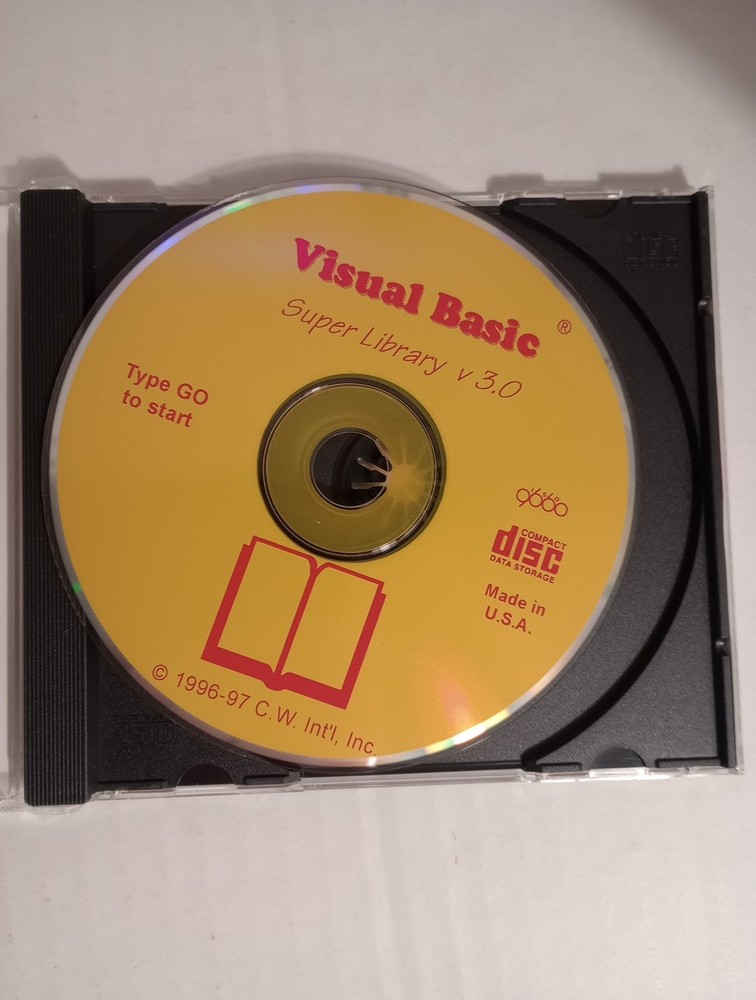 Visual Basic ®
Super Library v 3.0
Type GO
to start
COMPACT
disc
DATA STORAGE
Made in
U.S.A.
© 1996-97 C.W. Int'l, Inc.